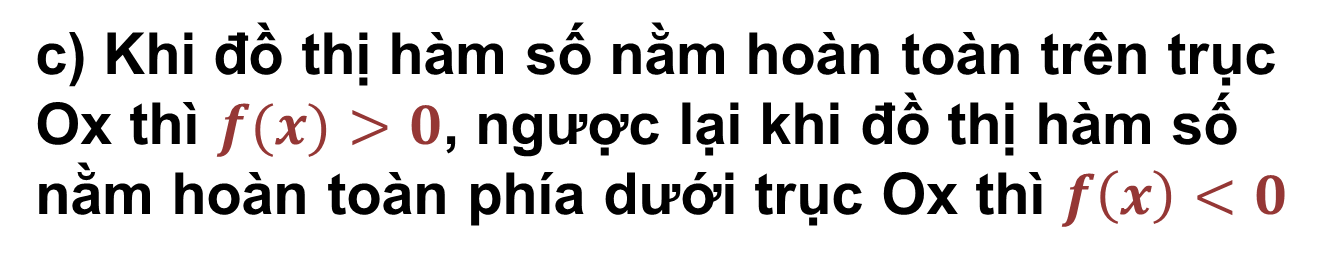 c) Khi đồ thị hàm số nằm hoàn toàn trên trục
Ox thì f(x) > 0, ngược lại khi đồ thị hàm số
nằm hoàn toàn phía dưới trục Ox thì f(x) < 0